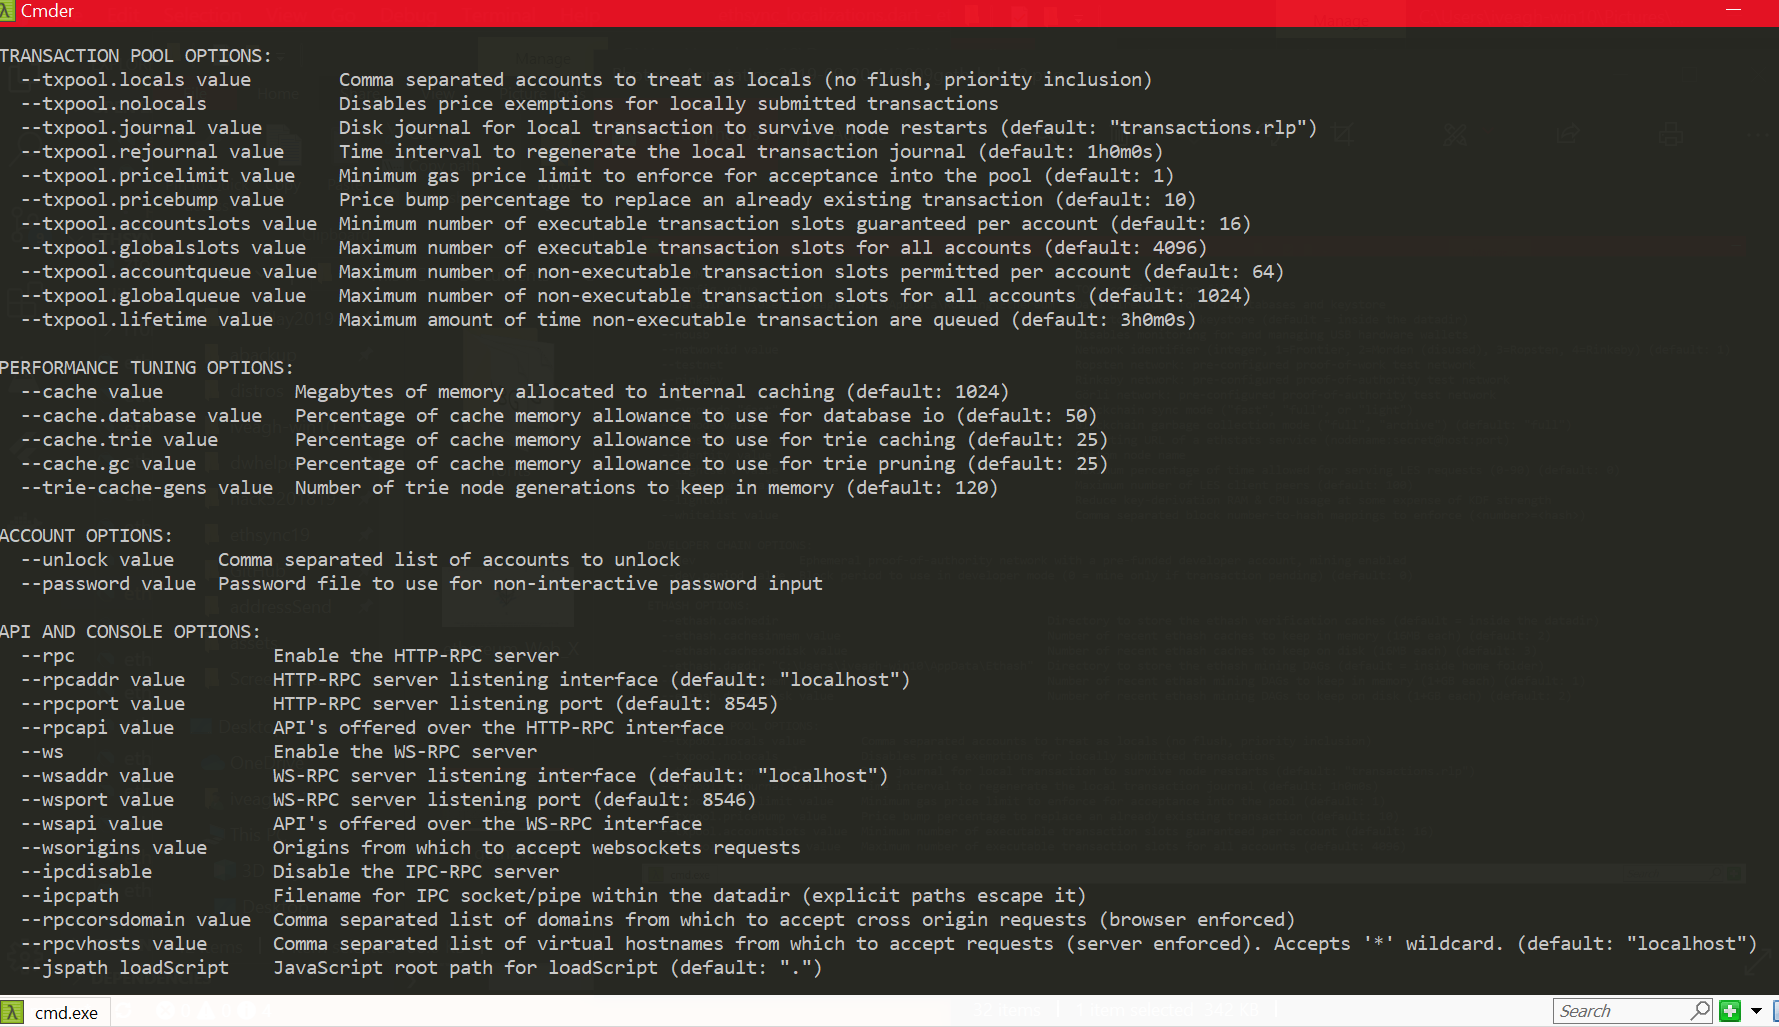 Cmder
TRANSACTION POOL OPTIONS:
--txpool.locals value Comma separated accounts to treat as locals (no flush, priority inclusion)
--txpool.nolocals Disables price exemptions for locally submitted transactions
--txpool.journal value Disk journal for local transaction to survive node restarts (default: "transactions.rlp")
--txpool.rejournal value Time interval to regenerate the local transaction journal (default: 1h0m0s)
--txpool.pricelimit value Minimum gas price limit to enforce for acceptance into the pool (default: 1)
--txpool.pricebump value Price bump percentage to replace an already existing transaction (default: 10)
--txpool.accountslots value Minimum number of executable transaction slots guaranteed per account (default: 16)
--txpool.globalslots value Maximum number of executable transaction slots for all accounts (default: 4096)
--txpool.accountqueue value Maximum number of non-executable transaction slots permitted per account (default: 64)
--txpool.globalqueue value Maximum number of non-executable transaction slots for all accounts (default: 1024)
--txpool.lifetime value Maximum amount of time non-executable transaction are queued (default: 3h0m0s)
PERFORMANCE TUNING OPTIONS:
--cache value Megabytes of memory allocated to internal caching (default: 1024)
--cache.database value Percentage of cache memory allowance to use for database io (default: 50)
--cache.trie value Percentage of cache memory allowance to use for trie caching (default: 25)
--cache.gc value Percentage of cache memory allowance to use for trie pruning (default: 25)
--trie-cache-gens value Number of trie node generations to keep in memory (default: 120)
ACCOUNT OPTIONS:
--unlock value Comma separated list of accounts to unlock
--password value Password file to use for non-interactive password input
API AND CONSOLE OPTIONS:
--rpc Enable the HTTP-RPC server
--rpcaddr value HTTP-RPC server listening interface (default: "localhost")
--rpcport value HTTP-RPC server listening port (default: 8545)
--rpcapi value API's offered over the HTTP-RPC interface
--ws Enable the WS-RPC server
--wsaddr value WS-RPC server listening interface (default: "localhost")
--wsport value WS-RPC server listening port (default: 8546)
--wsapi value API's offered over the WS-RPC interface
--wsorigins value Origins from which to accept websockets requests
--ipcdisable Disable the IPC-RPC server
--ipcpath Filename for IPC socket/pipe within the datadir (explicit paths escape it)
--rpccorsdomain value Comma separated list of domains from which to accept cross origin requests (browser enforced)
--rpcvhosts value Comma separated list of virtual hostnames from which to accept requests (server enforced). Accepts '*' wildcard. (default: "localhost")
--jspath loadScript JavaScript root path for loadScript (default: ".")
cmd.exe
Search